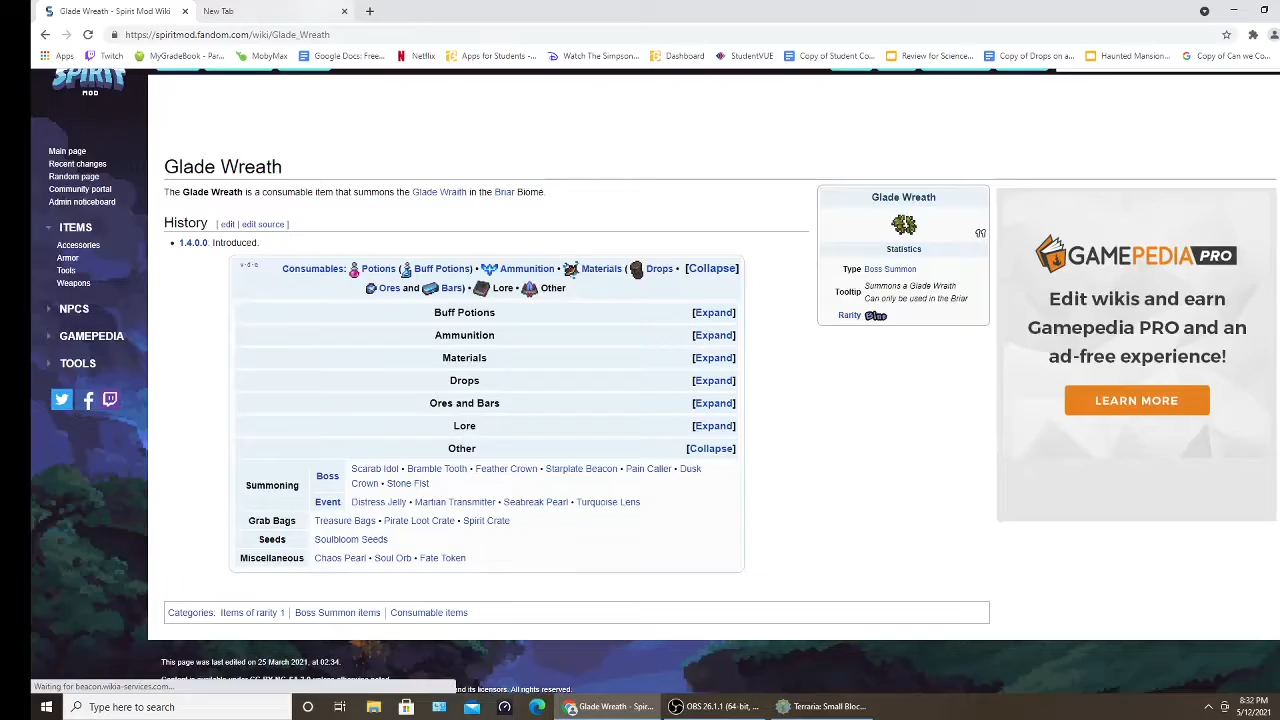 Glade Wreath - Spirit Mod Wiki
New Tab
https://spiritmod.fandom.com/wiki/Glade_Wreath
Apps
Twitch
MyGradeBook - Par...
MobyMax
Google Docs: Free...
Netflix
Apps for Students -...
Watch The Simpson...
Dashboard
StudentVUE
Copy of Student Co...
Review for Science...
Copy of Drops on a...
Haunted Mansion...
Copy of Can we Co...
SPIRIT
MOD
Main page
Recent changes
Random page
Community portal
Admin noticeboard
ITEMS
Accessories
Armor
Tools
Weapons
NPCS
GAMEPEDIA
TOOLS
Glade Wreath
The Glade Wreath is a consumable item that summons the Glade Wraith in the Briar Biome.
History [ edit | edit source ]
• 1.4.0.0: Introduced.
v · d · e
Consumables: Potions ( Buff Potions) • Ammunition • Materials ( Drops • [Collapse]
Ores and Bars) • Lore • Other
Buff Potions [Expand]
Ammunition [Expand]
Materials [Expand]
Drops [Expand]
Ores and Bars [Expand]
Lore [Expand]
Other [Collapse]
Summoning
Boss
Scarab Idol • Bramble Tooth • Feather Crown • Starplate Beacon • Pain Caller • Dusk
Crown • Stone Fist
Event Distress Jelly • Martian Transmitter • Seabreak Pearl • Turquoise Lens
Grab Bags Treasure Bags • Pirate Loot Crate • Spirit Crate
Seeds Soulbloom Seeds
Miscellaneous Chaos Pearl • Soul Orb • Fate Token
Glade Wreath
Statistics
Type Boss Summon
Tooltip Summons a Glade Wraith
Can only be used in the Briar
Rarity Blue
GAMEPEDIA PRO
Edit wikis and earn
Gamepedia PRO and an
ad-free experience!
LEARN MORE
Categories: Items of rarity 1 | Boss Summon items | Consumable items
This page was last edited on 25 March 2021, at 02:34.
Waiting for beacon.wikia-services.com...
and its licensors. All rights reserved.
Type here to search
Glade Wreath - Spir...
OBS 26.1.1 (64-bit, ...
Terraria: Small Bloc...
8:32 PM
5/12/2021